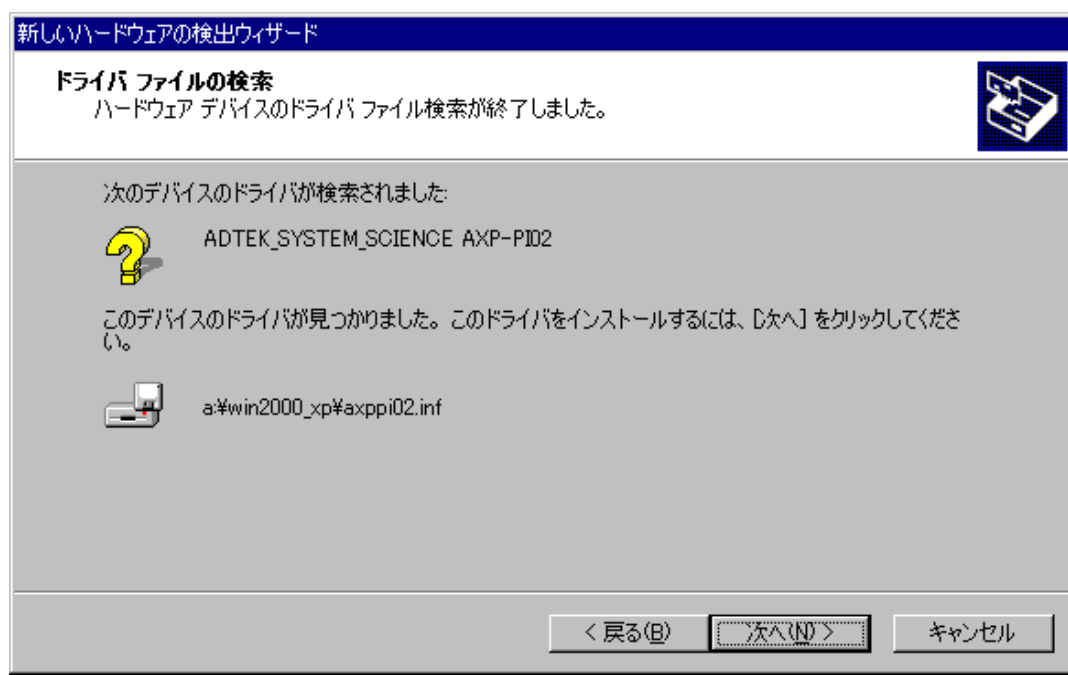 新しいハードウェアの検出ウィザード
ドライバ ファイルの検索
ハードウェア デバイスのドライバ ファイル検索が終了しました。
次のデバイスのドライバが検索されました:
ADTEK_SYSTEM_SCIENCE AXP-PI02
このデバイスのドライバが見つかりました。このドライバをインストールするには、[次へ] をクリックしてくださ
い。
a:¥win2000_xp¥axppi02.inf
< 戻る(B)
次へ(N) >
キャンセル